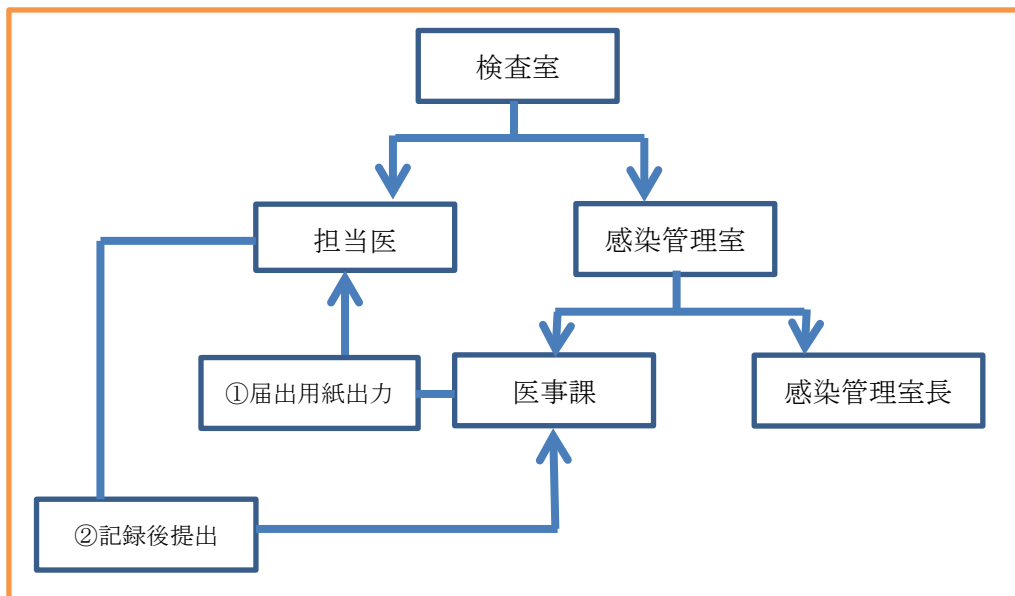 検査室
担当医
感染管理室
①届出用紙出力
医事課
感染管理室長
②記録後提出